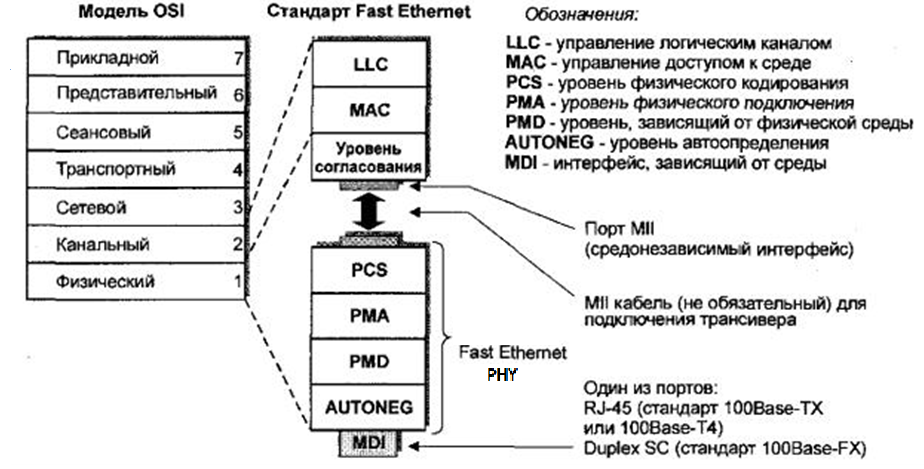 Модель OSI
Прикладной 7
Представительный 6
Сеансовый 5
Транспортный 4
Сетевой 3
Канальный 2
Физический 1
Стандарт Fast Ethernet
LLC
MAC
Уровень
согласования
PCS
PMA
PMD
AUTONEG
MDI
Fast Ethernet
PHY
Обозначения:
LLC - управление логическим каналом
MAC - управление доступом к среде
PCS - уровень физического кодирования
PMA - уровень физического подключения
PMD - уровень, зависящий от физической среды
AUTONEG - уровень автоопределения
MDI - интерфейс, зависящий от среды
Порт MII
(средонезависимый интерфейс)
MII кабель (не обязательный) для
подключения трансивера
Один из портов:
RJ-45 (стандарт 100Base-TX
или 100Base-T4)
Duplex SC (стандарт 100Base-FX)